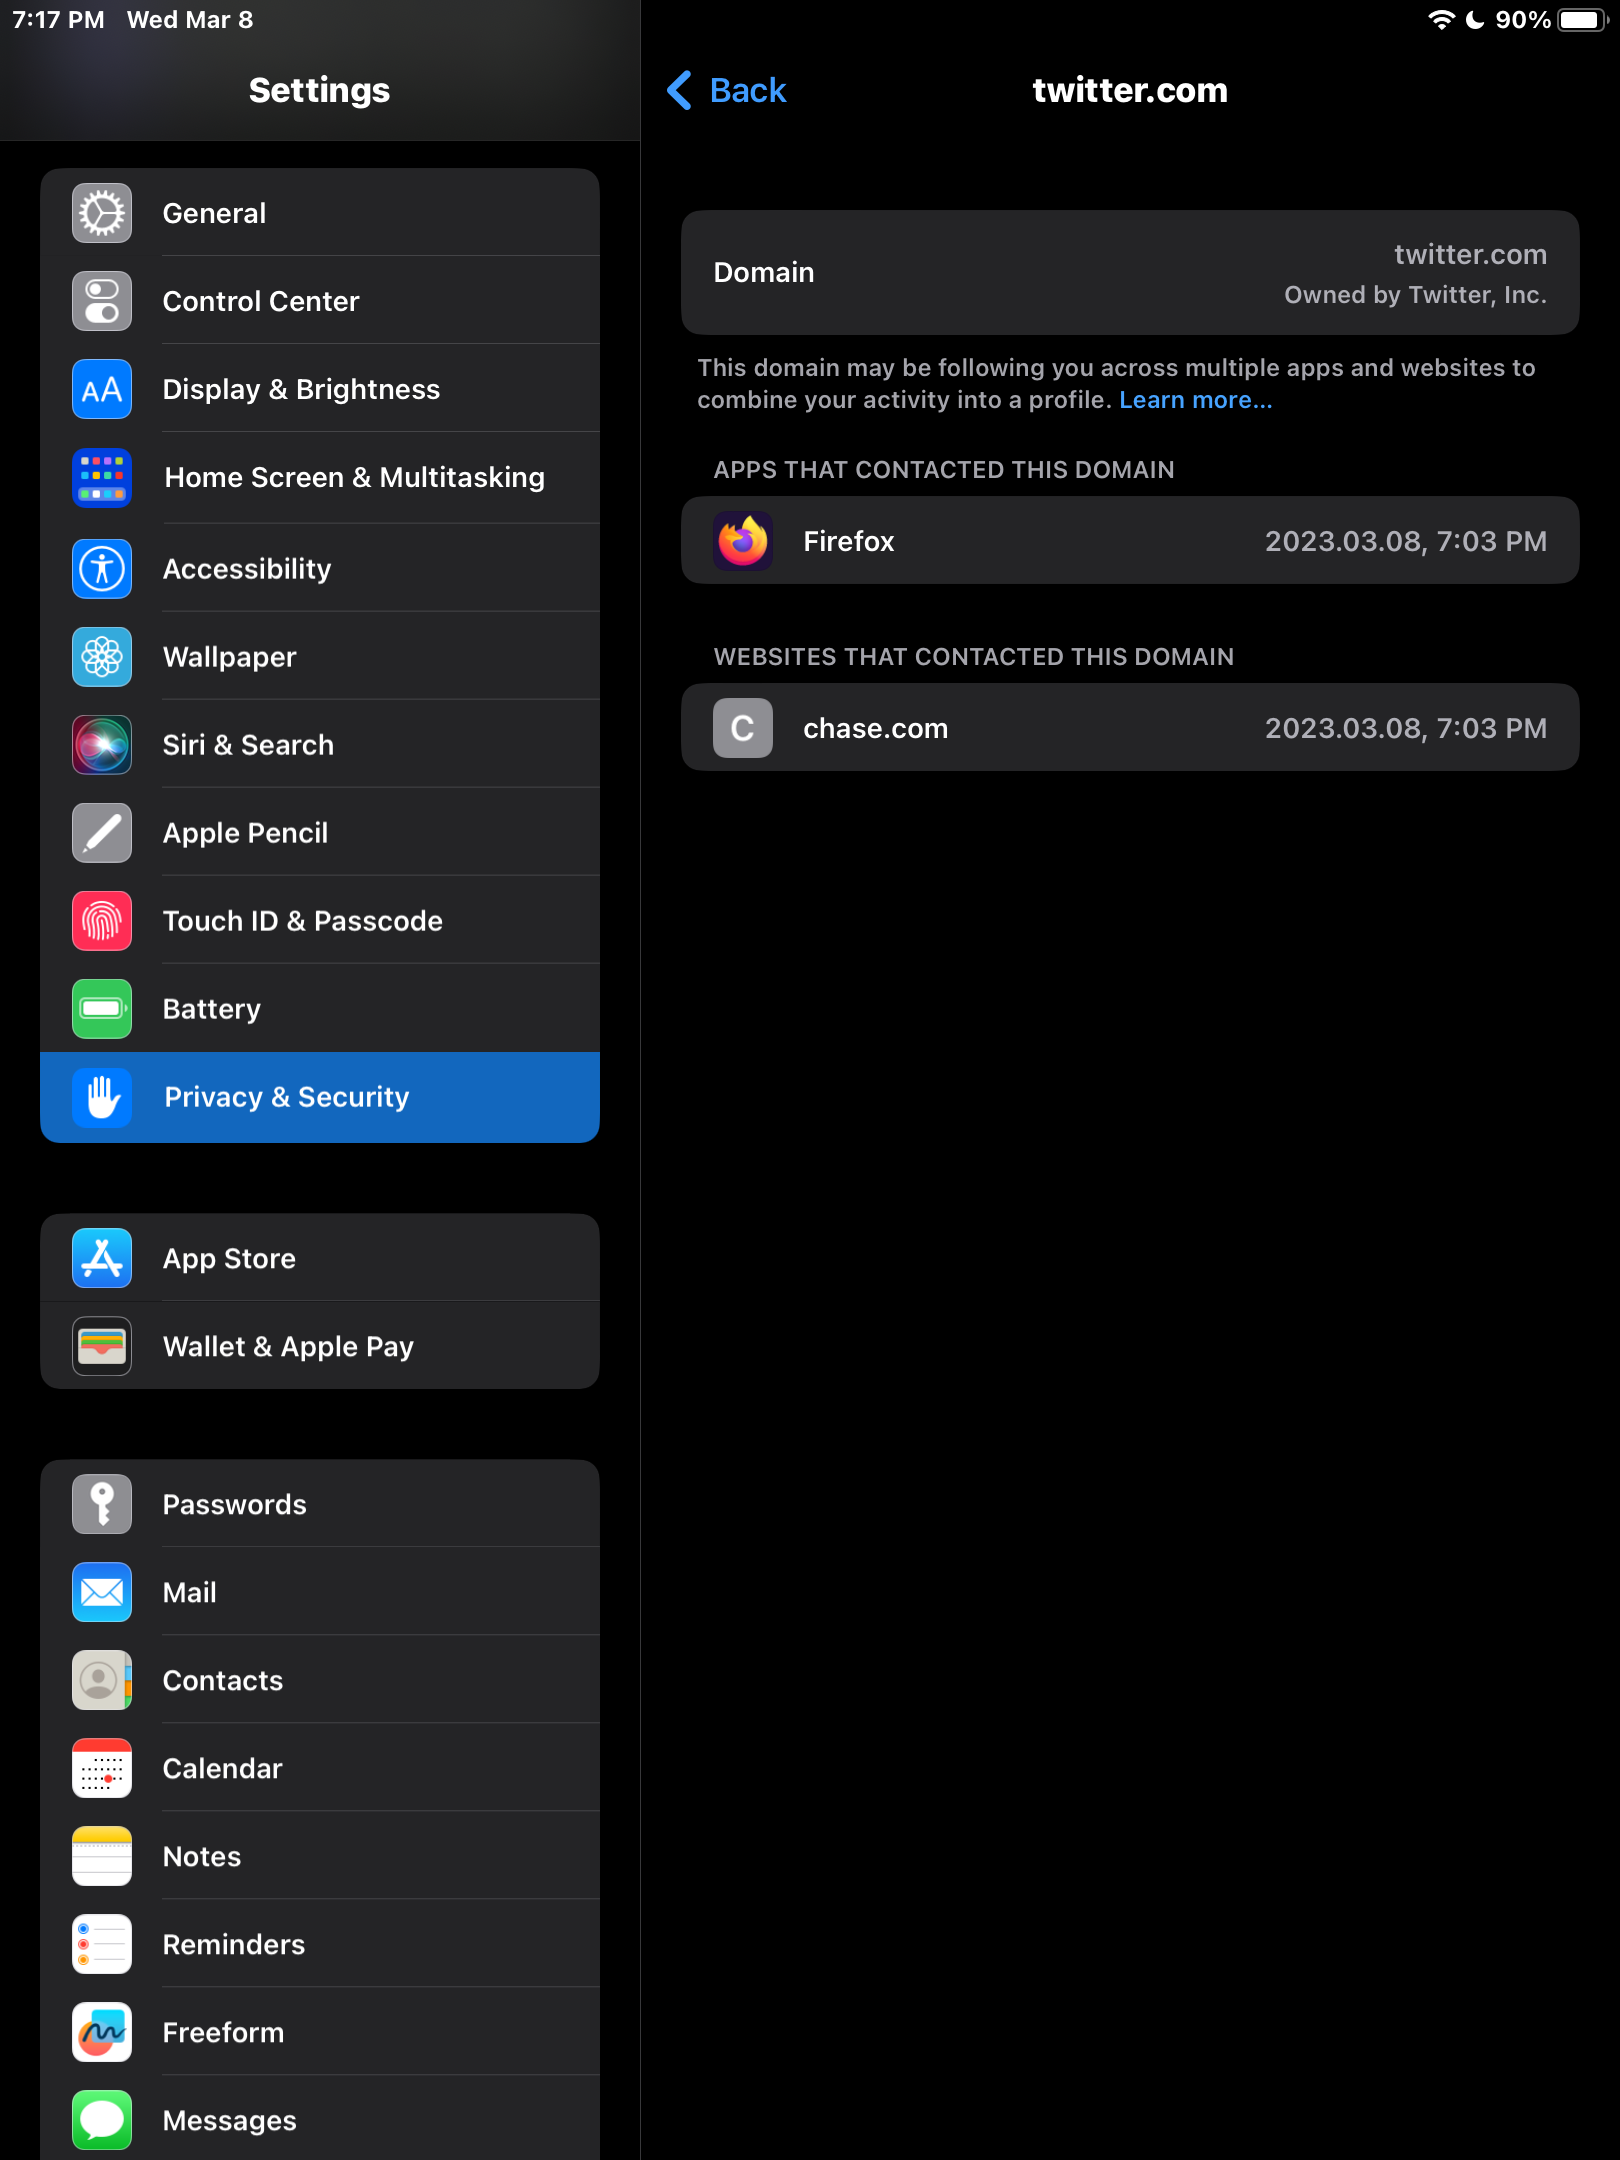 7:17 PM Wed Mar 8
90%
Settings
General
Control Center
AA
Display & Brightness
Home Screen & Multitasking
Accessibility
Wallpaper
Siri & Search
Apple Pencil
Touch ID & Passcode
Battery
Privacy & Security
App Store
Wallet & Apple Pay
Passwords
Mail
Contacts
Calendar
Notes
Reminders
Freeform
Messages
Back
twitter.com
Domain
twitter.com
Owned by Twitter, Inc.
This domain may be following you across multiple apps and websites to
combine your activity into a profile. Learn more...
APPS THAT CONTACTED THIS DOMAIN
Firefox 2023.03.08, 7:03 PM
WEBSITES THAT CONTACTED THIS DOMAIN
C chase.com 2023.03.08, 7:03 PM